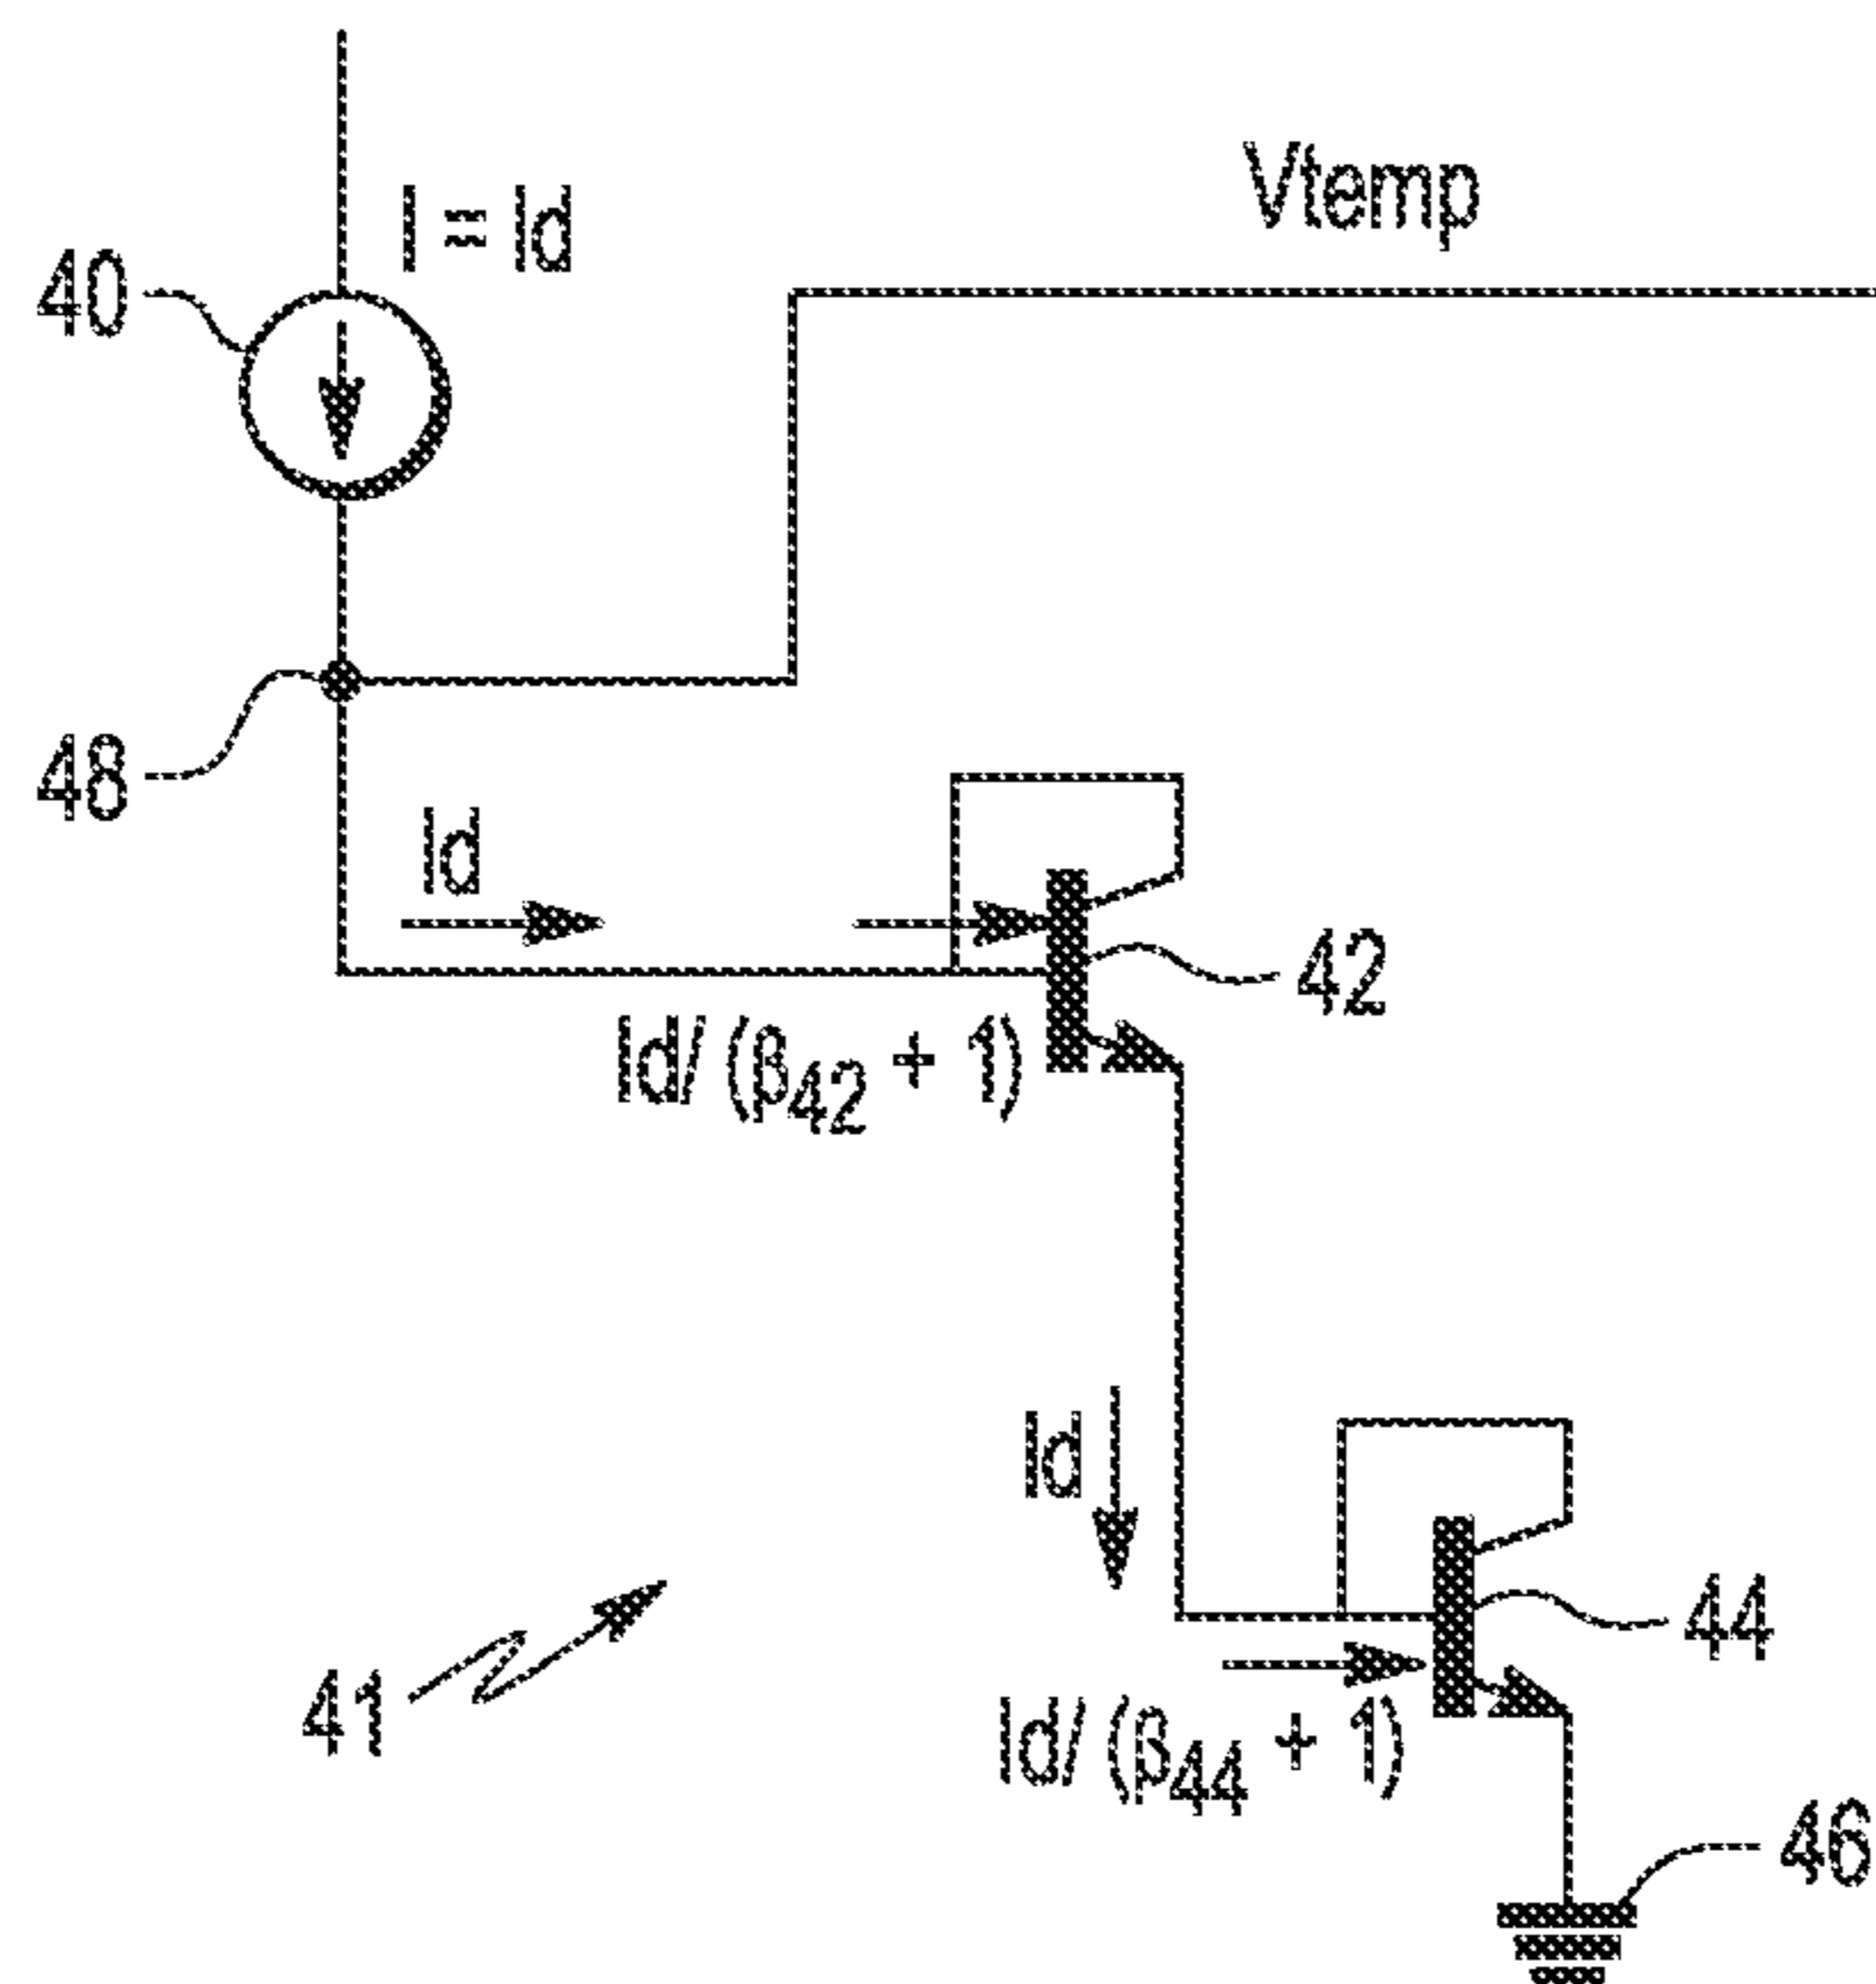 I = Id
Vtemp
40
48
Id
42
Id/(β42 + 1)
Id
44
41
Id/(β44 + 1)
46